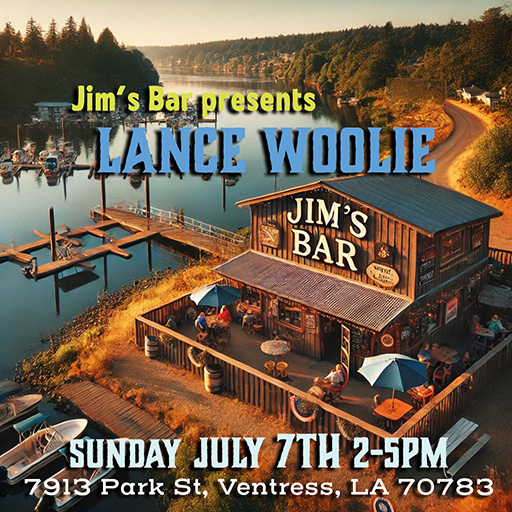 Jim's Bar presents
LANCE WOOLIE
JIM'S
BAR
SUNDAY JULY 7TH 2-5PM
7913 Park St, Ventress, LA 70783